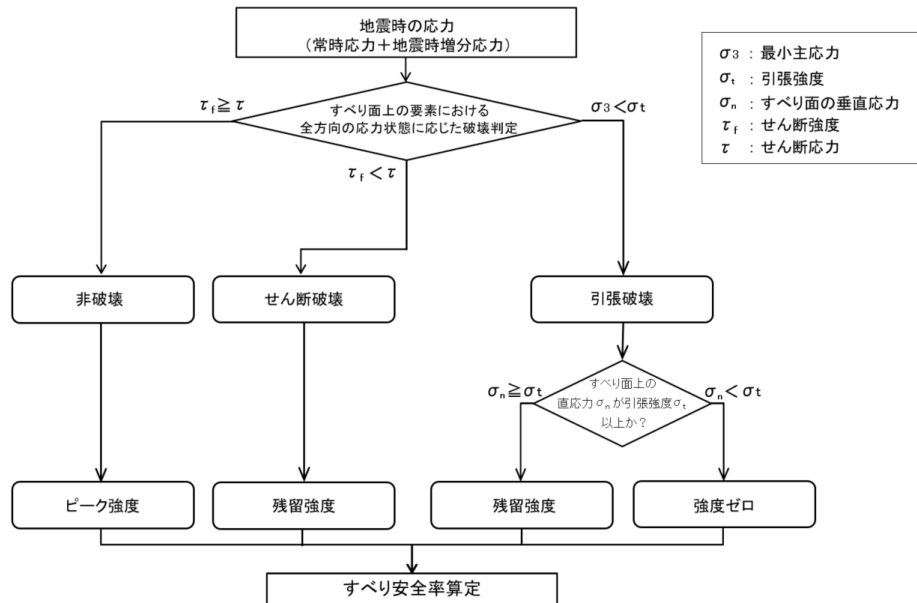 地震時の応力
(常時応力+地震時増分応力)
σ3 : 最小主応力
σt : 引張強度
σn : すべり面の垂直応力
τf : せん断強度
τ : せん断応力
すべり面上の要素における
全方向の応力状態に応じた破壊判定
τf≧τ
σ3<σt
τf<τ
非破壊
せん断破壊
引張破壊
すべり面上の
直応力σnが引張強度σt
以上か?
σn≧σt
σn<σt
ピーク強度
残留強度
残留強度
強度ゼロ
すべり安全率算定